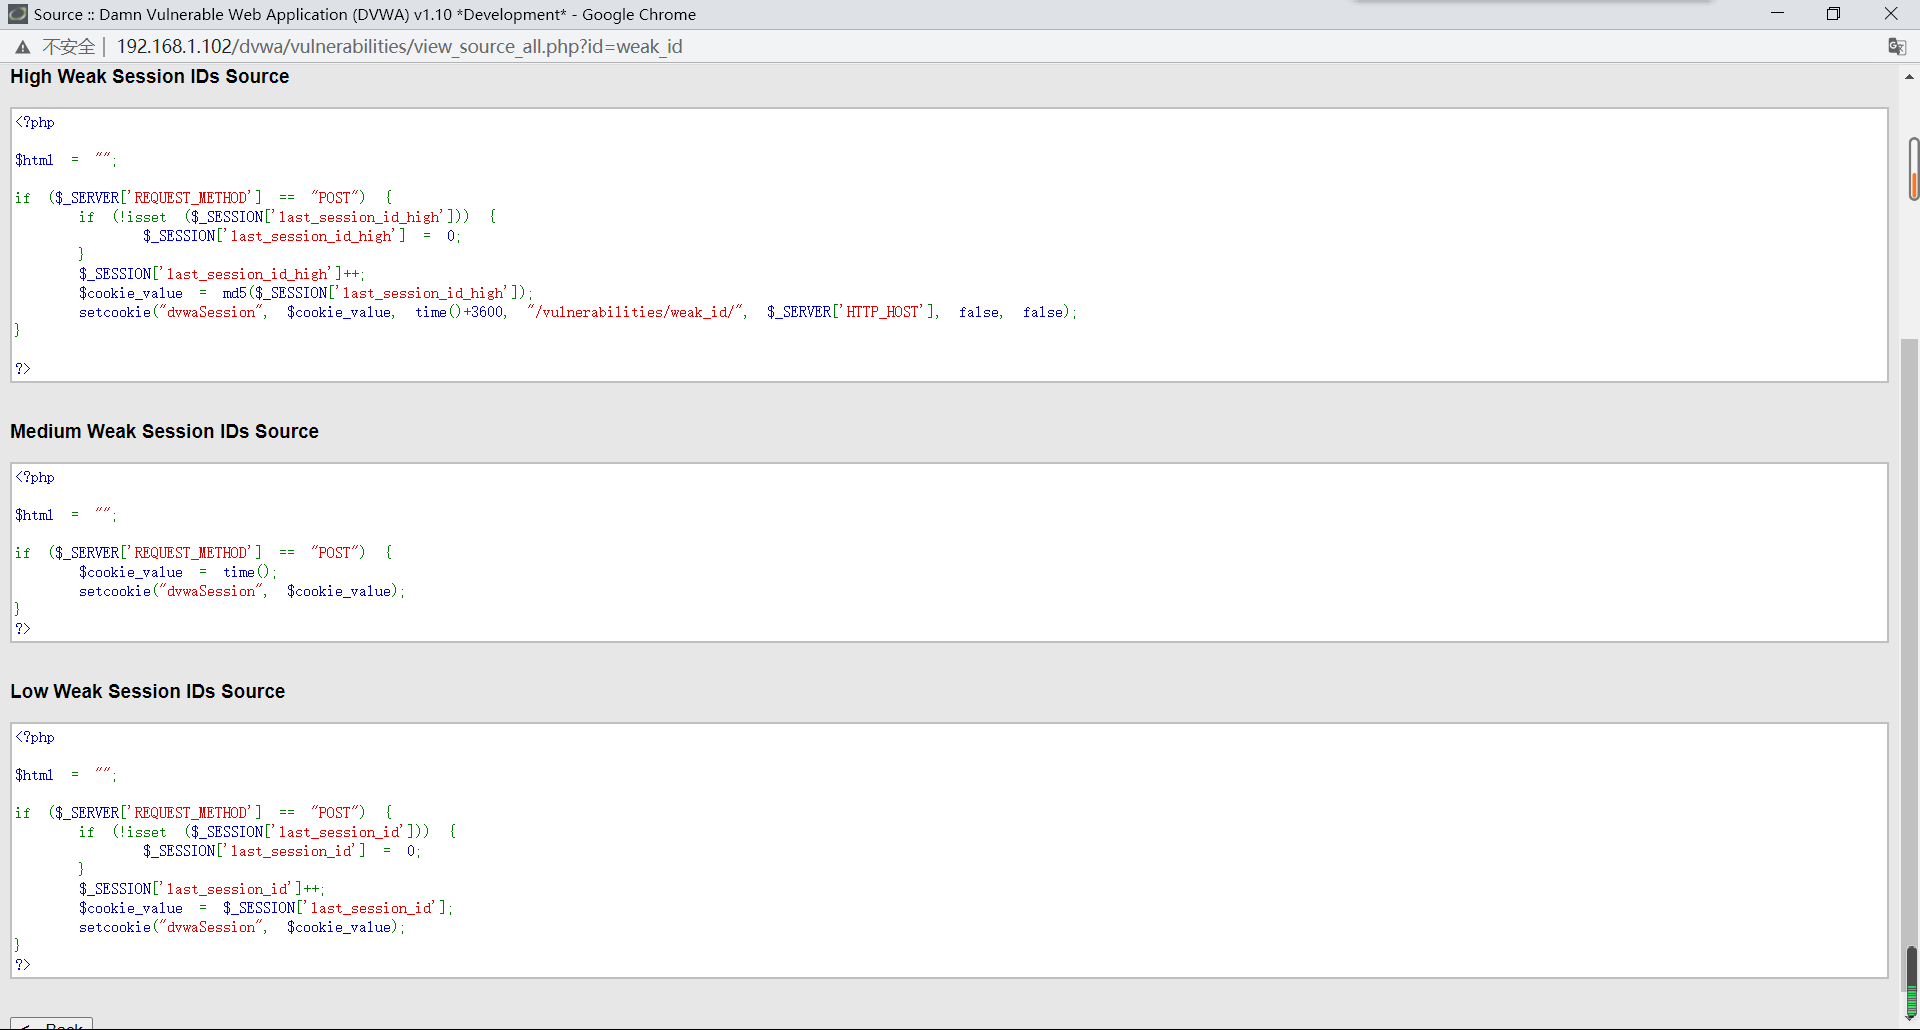 Source :: Damn Vulnerable Web Application (DVWA) v1.10 *Development* - Google Chrome
不安全 | 192.168.1.102/dvwa/vulnerabilities/view_source_all.php?id=weak_id
High Weak Session IDs Source
<?php
$html = "";
if ($_SERVER['REQUEST_METHOD'] == "POST") {
if (!isset ($_SESSION['last_session_id_high'])) {
$_SESSION['last_session_id_high'] = 0;
}
$_SESSION['last_session_id_high']++;
$cookie_value = md5($_SESSION['last_session_id_high']);
setcookie("dvwaSession", $cookie_value, time()+3600, "/vulnerabilities/weak_id/", $_SERVER['HTTP_HOST'], false, false);
}
?>
Medium Weak Session IDs Source
<?php
$html = "";
if ($_SERVER['REQUEST_METHOD'] == "POST") {
$cookie_value = time();
setcookie("dvwaSession", $cookie_value);
}
?>
Low Weak Session IDs Source
<?php
$html = "";
if ($_SERVER['REQUEST_METHOD'] == "POST") {
if (!isset ($_SESSION['last_session_id'])) {
$_SESSION['last_session_id'] = 0;
}
$_SESSION['last_session_id']++;
$cookie_value = $_SESSION['last_session_id'];
setcookie("dvwaSession", $cookie_value);
}
?>
< Back